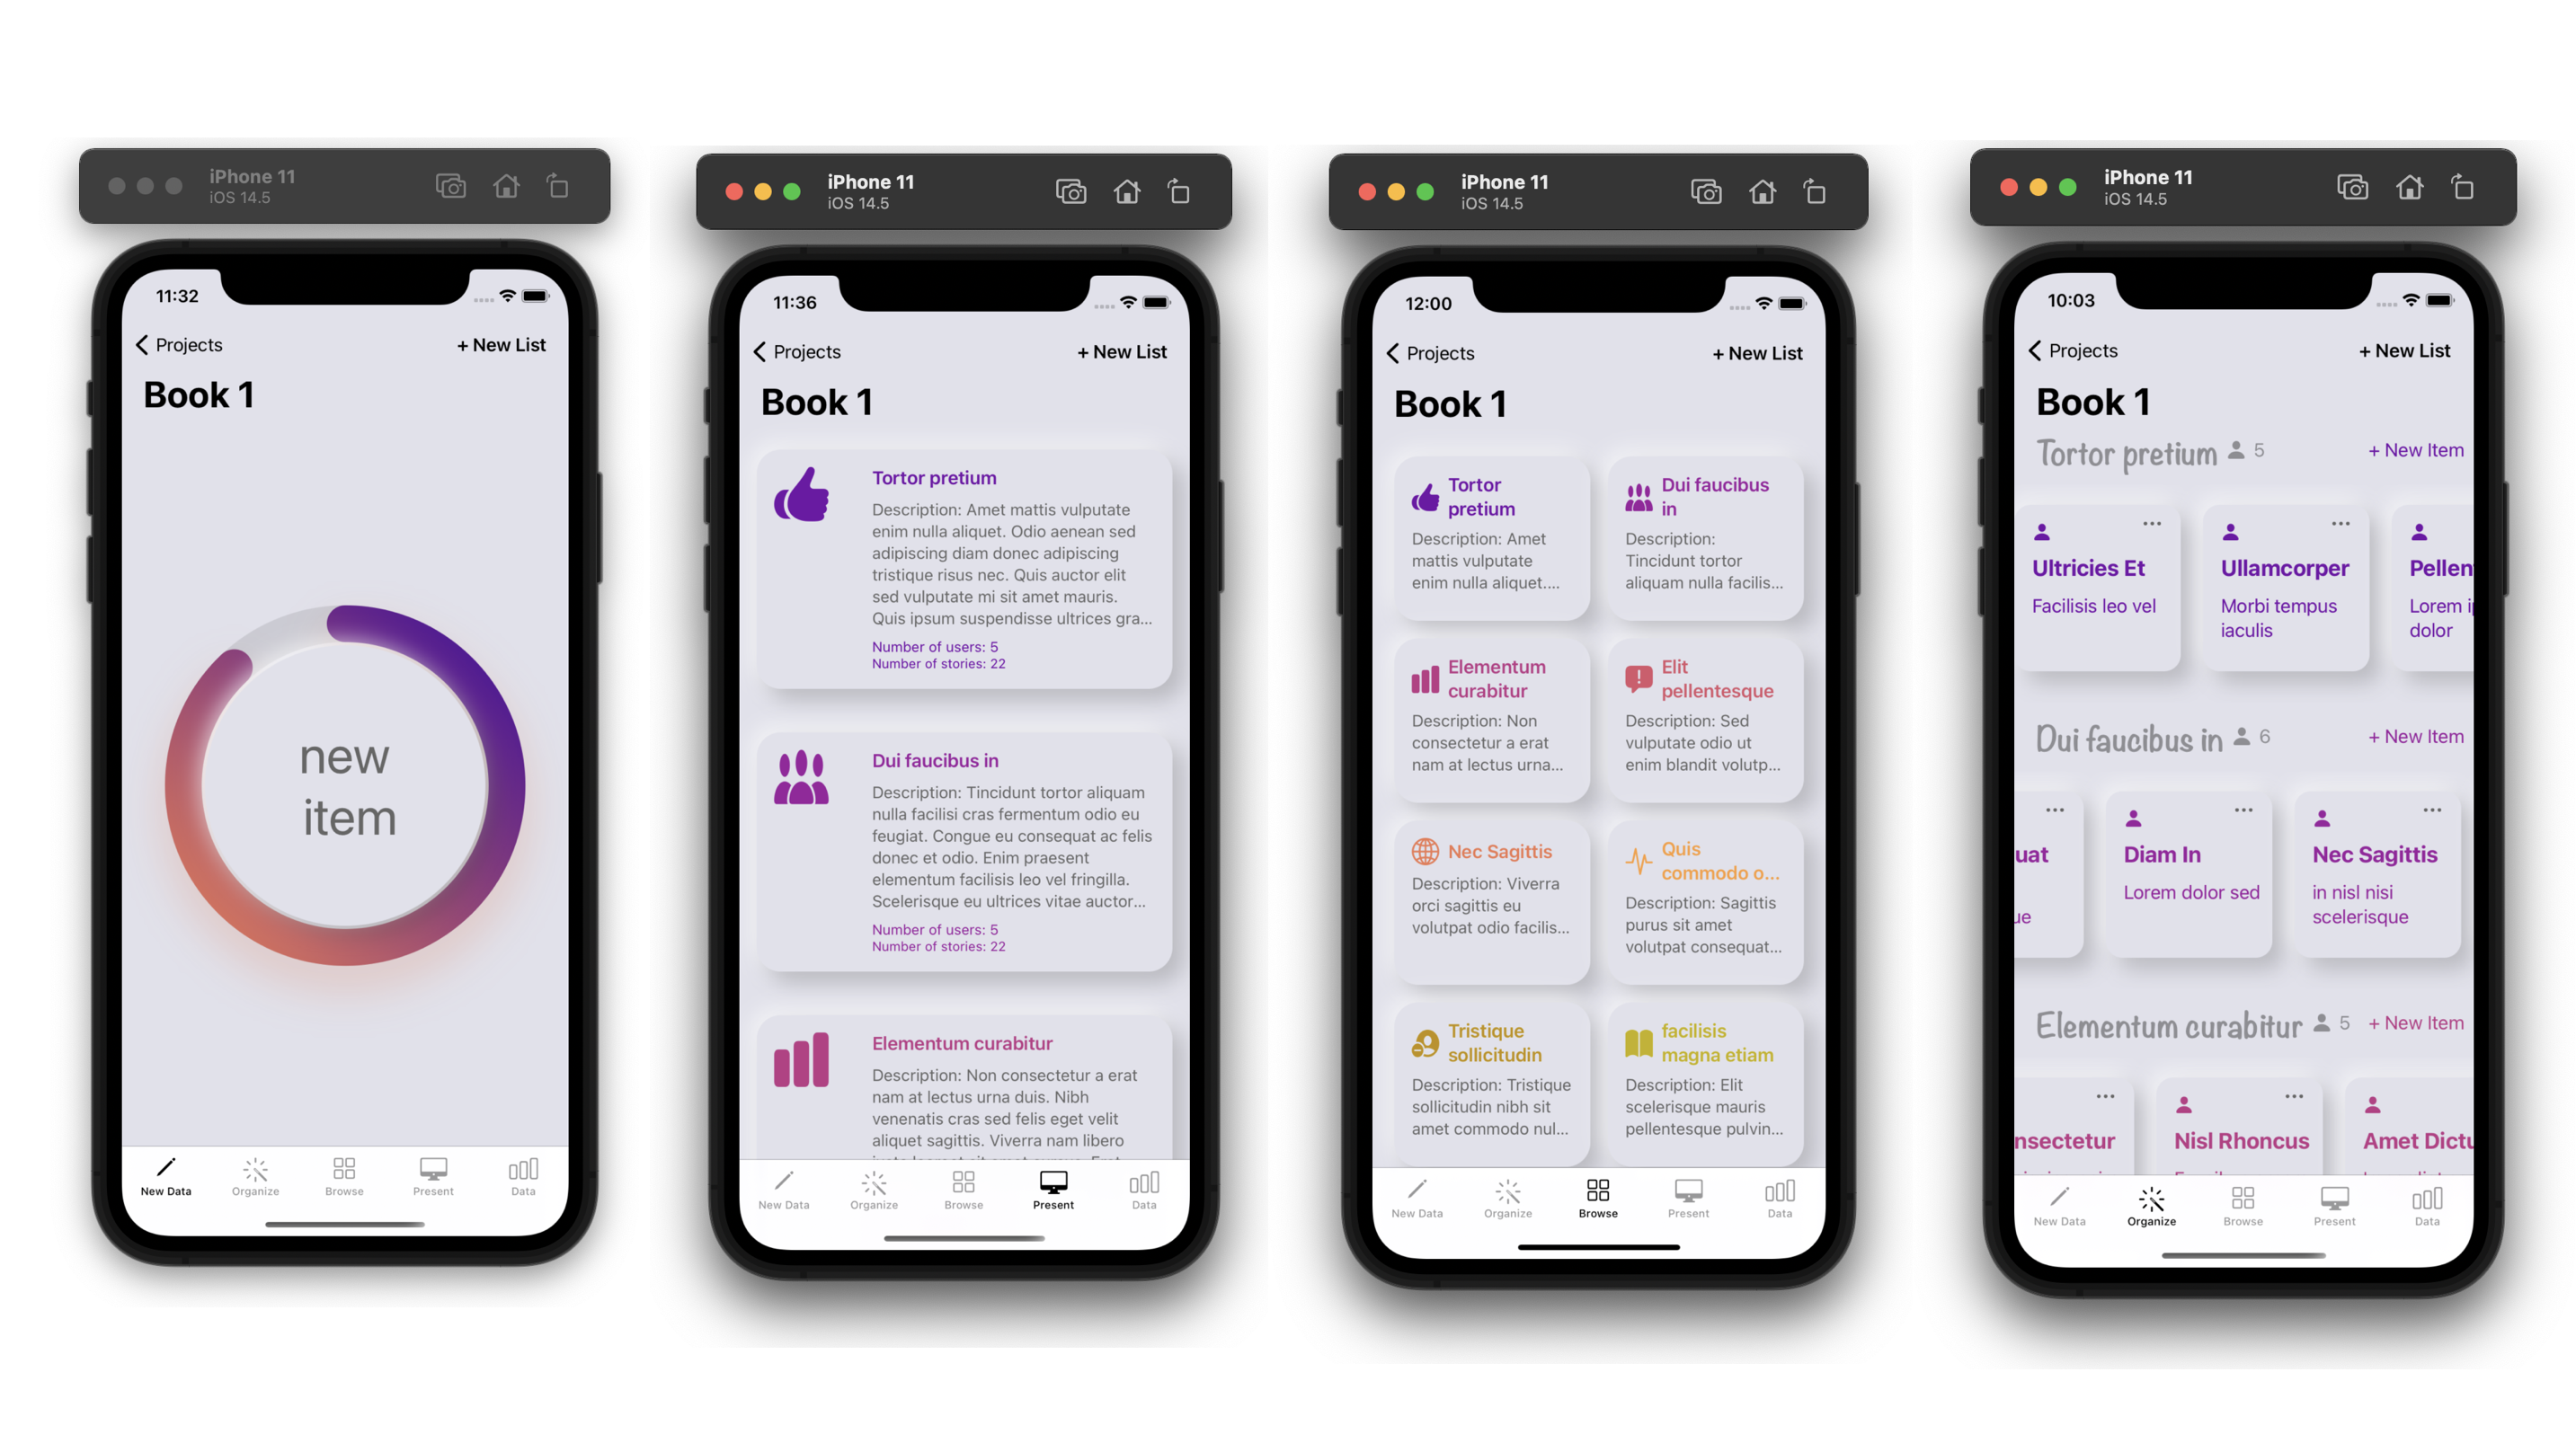 iPhone 11
iOS 14.5
11:32
Projects
+ New List
Book 1
new
item
New Data
Organize
Browse
Present
Data
iPhone 11
iOS 14.5
11:36
Projects
+ New List
Book 1
Tortor pretium
Description: Amet mattis vulputate
enim nulla aliquet. Odio aenean sed
adipiscing diam donec adipiscing
tristique risus nec. Quis auctor elit
sed vulputate mi sit amet mauris.
Quis ipsum suspendisse ultrices gra...
Number of users: 5
Number of stories: 22
Dui faucibus in
Description: Tincidunt tortor aliquam
nulla facilisi cras fermentum odio eu
feugiat. Congue eu consequat ac felis
donec et odio. Enim praesent
elementum facilisis leo vel fringilla.
Scelerisque eu ultrices vitae auctor...
Number of users: 5
Number of stories: 22
Elementum curabitur
Description: Non consectetur a erat
nam at lectus urna duis. Nibh
venenatis cras sed felis eget velit
aliquet sagittis. Viverra nam libero
New Data
Organize
Browse
Present
Data
iPhone 11
iOS 14.5
12:00
Projects
+ New List
Book 1
Tortor
pretium
Description: Amet
mattis vulputate
enim nulla aliquet....
Dui faucibus
in
Description:
Tincidunt tortor
aliquam nulla facilis...
Elementum
curabitur
Description: Non
consectetur a erat
nam at lectus urna...
Elit
pellentesque
Description: Sed
vulputate odio ut
enim blandit volutp...
Nec Sagittis
Description: Viverra
orci sagittis eu
volutpat odio facilis...
Quis
commodo o...
Description: Sagittis
purus sit amet
volutpat consequat...
Tristique
sollicitudin
Description: Tristique
sollicitudin nibh sit
amet commodo nul...
facilisis
magna etiam
Description: Elit
scelerisque mauris
pellentesque pulvin...
New Data
Organize
Browse
Present
Data
iPhone 11
iOS 14.5
10:03
Projects
+ New List
Book 1
Tortor pretium 5
+ New Item
Ultricies Et
Facilisis leo vel
Ullamcorper
Morbi tempus
iaculis
Pellen
Lorem i
dolor
Dui faucibus in 6
+ New Item
uat
ue
Diam In
Lorem dolor sed
Nec Sagittis
in nisl nisi
scelerisque
Elementum curabitur 5
+ New Item
nsectetur
Nisl Rhoncus
Amet Dictu
New Data
Organize
Browse
Present
Data